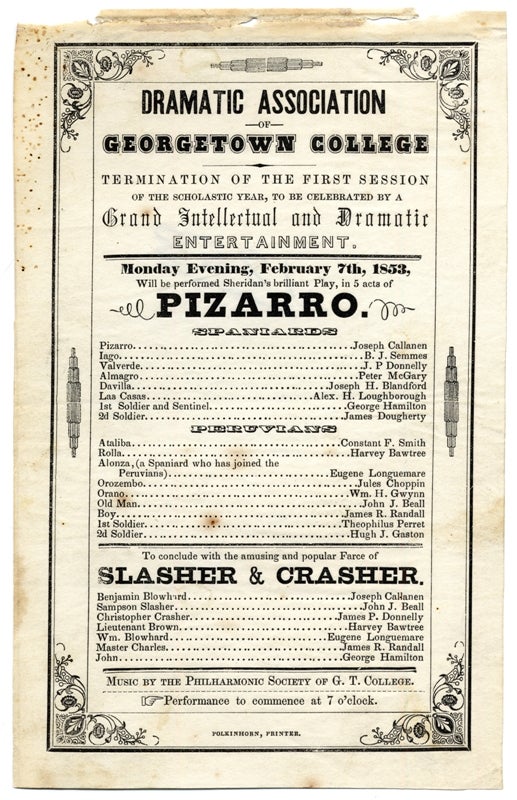 DRAMATIC ASSOCIATION
—OF—
GEORGETOWN COLLEGE
TERMINATION OF THE FIRST SESSION
OF THE SCHOLASTIC YEAR, TO BE CELEBRATED BY A
Grand Intellectual and Dramatic
ENTERTAINMENT.
Monday Evening, February 7th, 1853,
Will be performed Sheridan's brilliant Play, in 5 acts of
PIZARRO.
SPANIARDS
Pizarro........Joseph Callanen
Iago........B. J. Semmes
Valverde........J. P Donnelly
Almagro........Peter McGary
Davilla........Joseph H. Blandford
Las Casas........Alex. H. Loughborough
1st Soldier and Sentinel........George Hamilton
2d Soldier........James Dougherty
PERUVIANS
Ataliba........Constant F. Smith
Rolla........Harvey Bawtree
Alonza, (a Spaniard who has joined the
Peruvians)........Eugene Longuemare
Orozembo........Jules Choppin
Orano........Wm. H. Gwynn
Old Man........John J. Beall
Boy........James R. Randall
1st Soldier........Theophilus Perret
2d Soldier........Hugh J. Gaston
To conclude with the amusing and popular Farce of
SLASHER & CRASHER.
Benjamin Blowhard........Joseph Callanen
Sampson Slasher........John J. Beall
Christopher Crasher........James P. Donnelly
Lieutenant Brown........Harvey Bawtree
Wm. Blowhard........Eugene Longuemare
Master Charles........James R. Randall
John........George Hamilton
MUSIC BY THE PHILHARMONIC SOCIETY OF G. T. COLLEGE.
☞Performance to commence at 7 o'clock.
POLKINHORN, PRINTER.